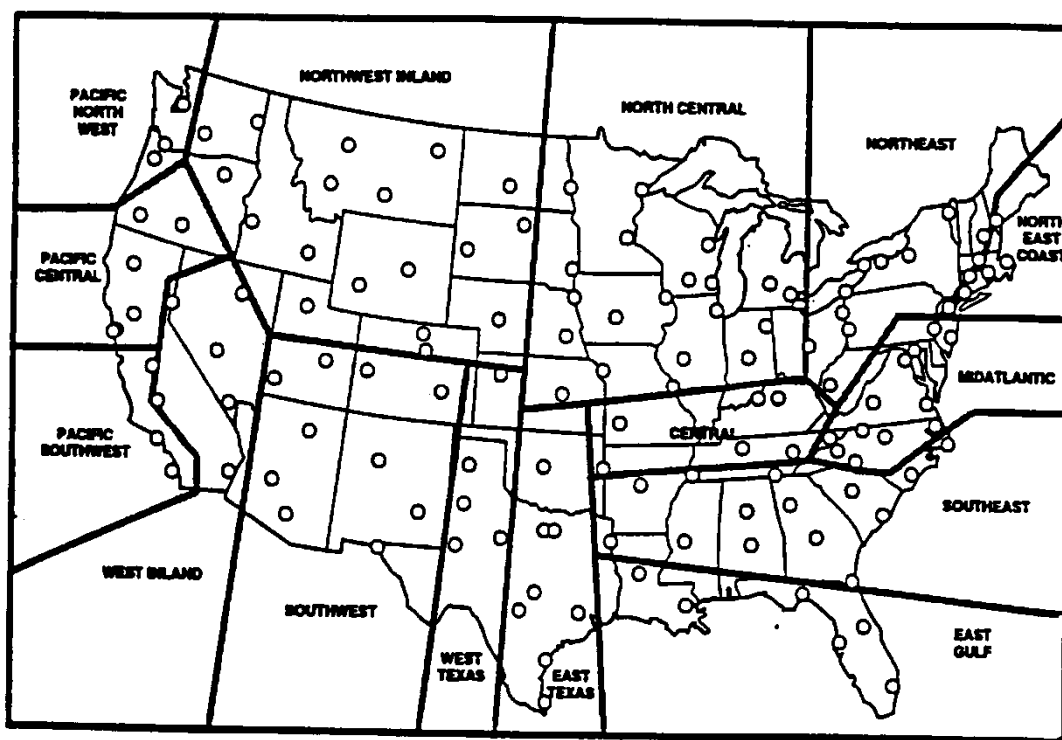 NORTHWEST INLAND
PACIFIC
NORTH
WEST
NORTH CENTRAL
NORTHEAST
NORTH
EAST
COAST
PACIFIC
CENTRAL
MIDATLANTIC
PACIFIC
SOUTHWEST
CENTRAL
SOUTHEAST
WEST INLAND
SOUTHWEST
WEST
TEXAS
EAST
TEXAS
EAST
GULF